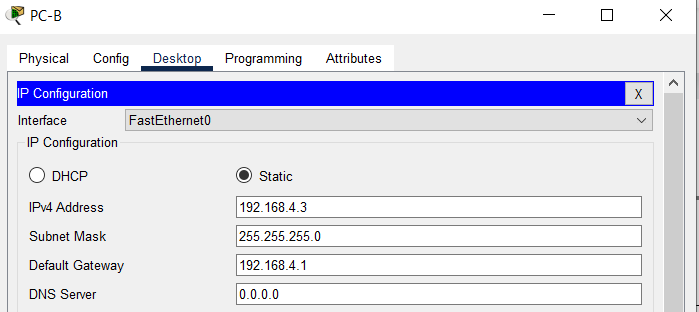 PC-B
Physical Config Desktop Programming Attributes
IP Configuration X
Interface FastEthernet0
IP Configuration
DHCP Static
IPv4 Address 192.168.4.3
Subnet Mask 255.255.255.0
Default Gateway 192.168.4.1
DNS Server 0.0.0.0